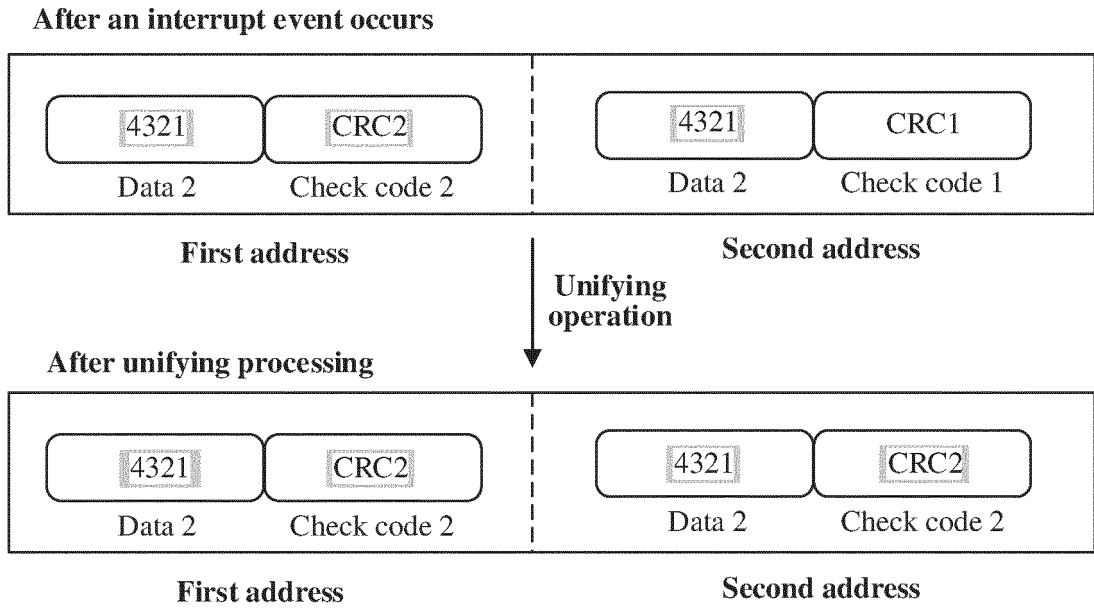 After an interrupt event occurs
4321 CRC2 4321 CRC1
Data 2 Check code 2 Data 2 Check code 1
First address Second address
Unifying
operation
After unifying processing
4321 CRC2 4321 CRC2
Data 2 Check code 2 Data 2 Check code 2
First address Second address